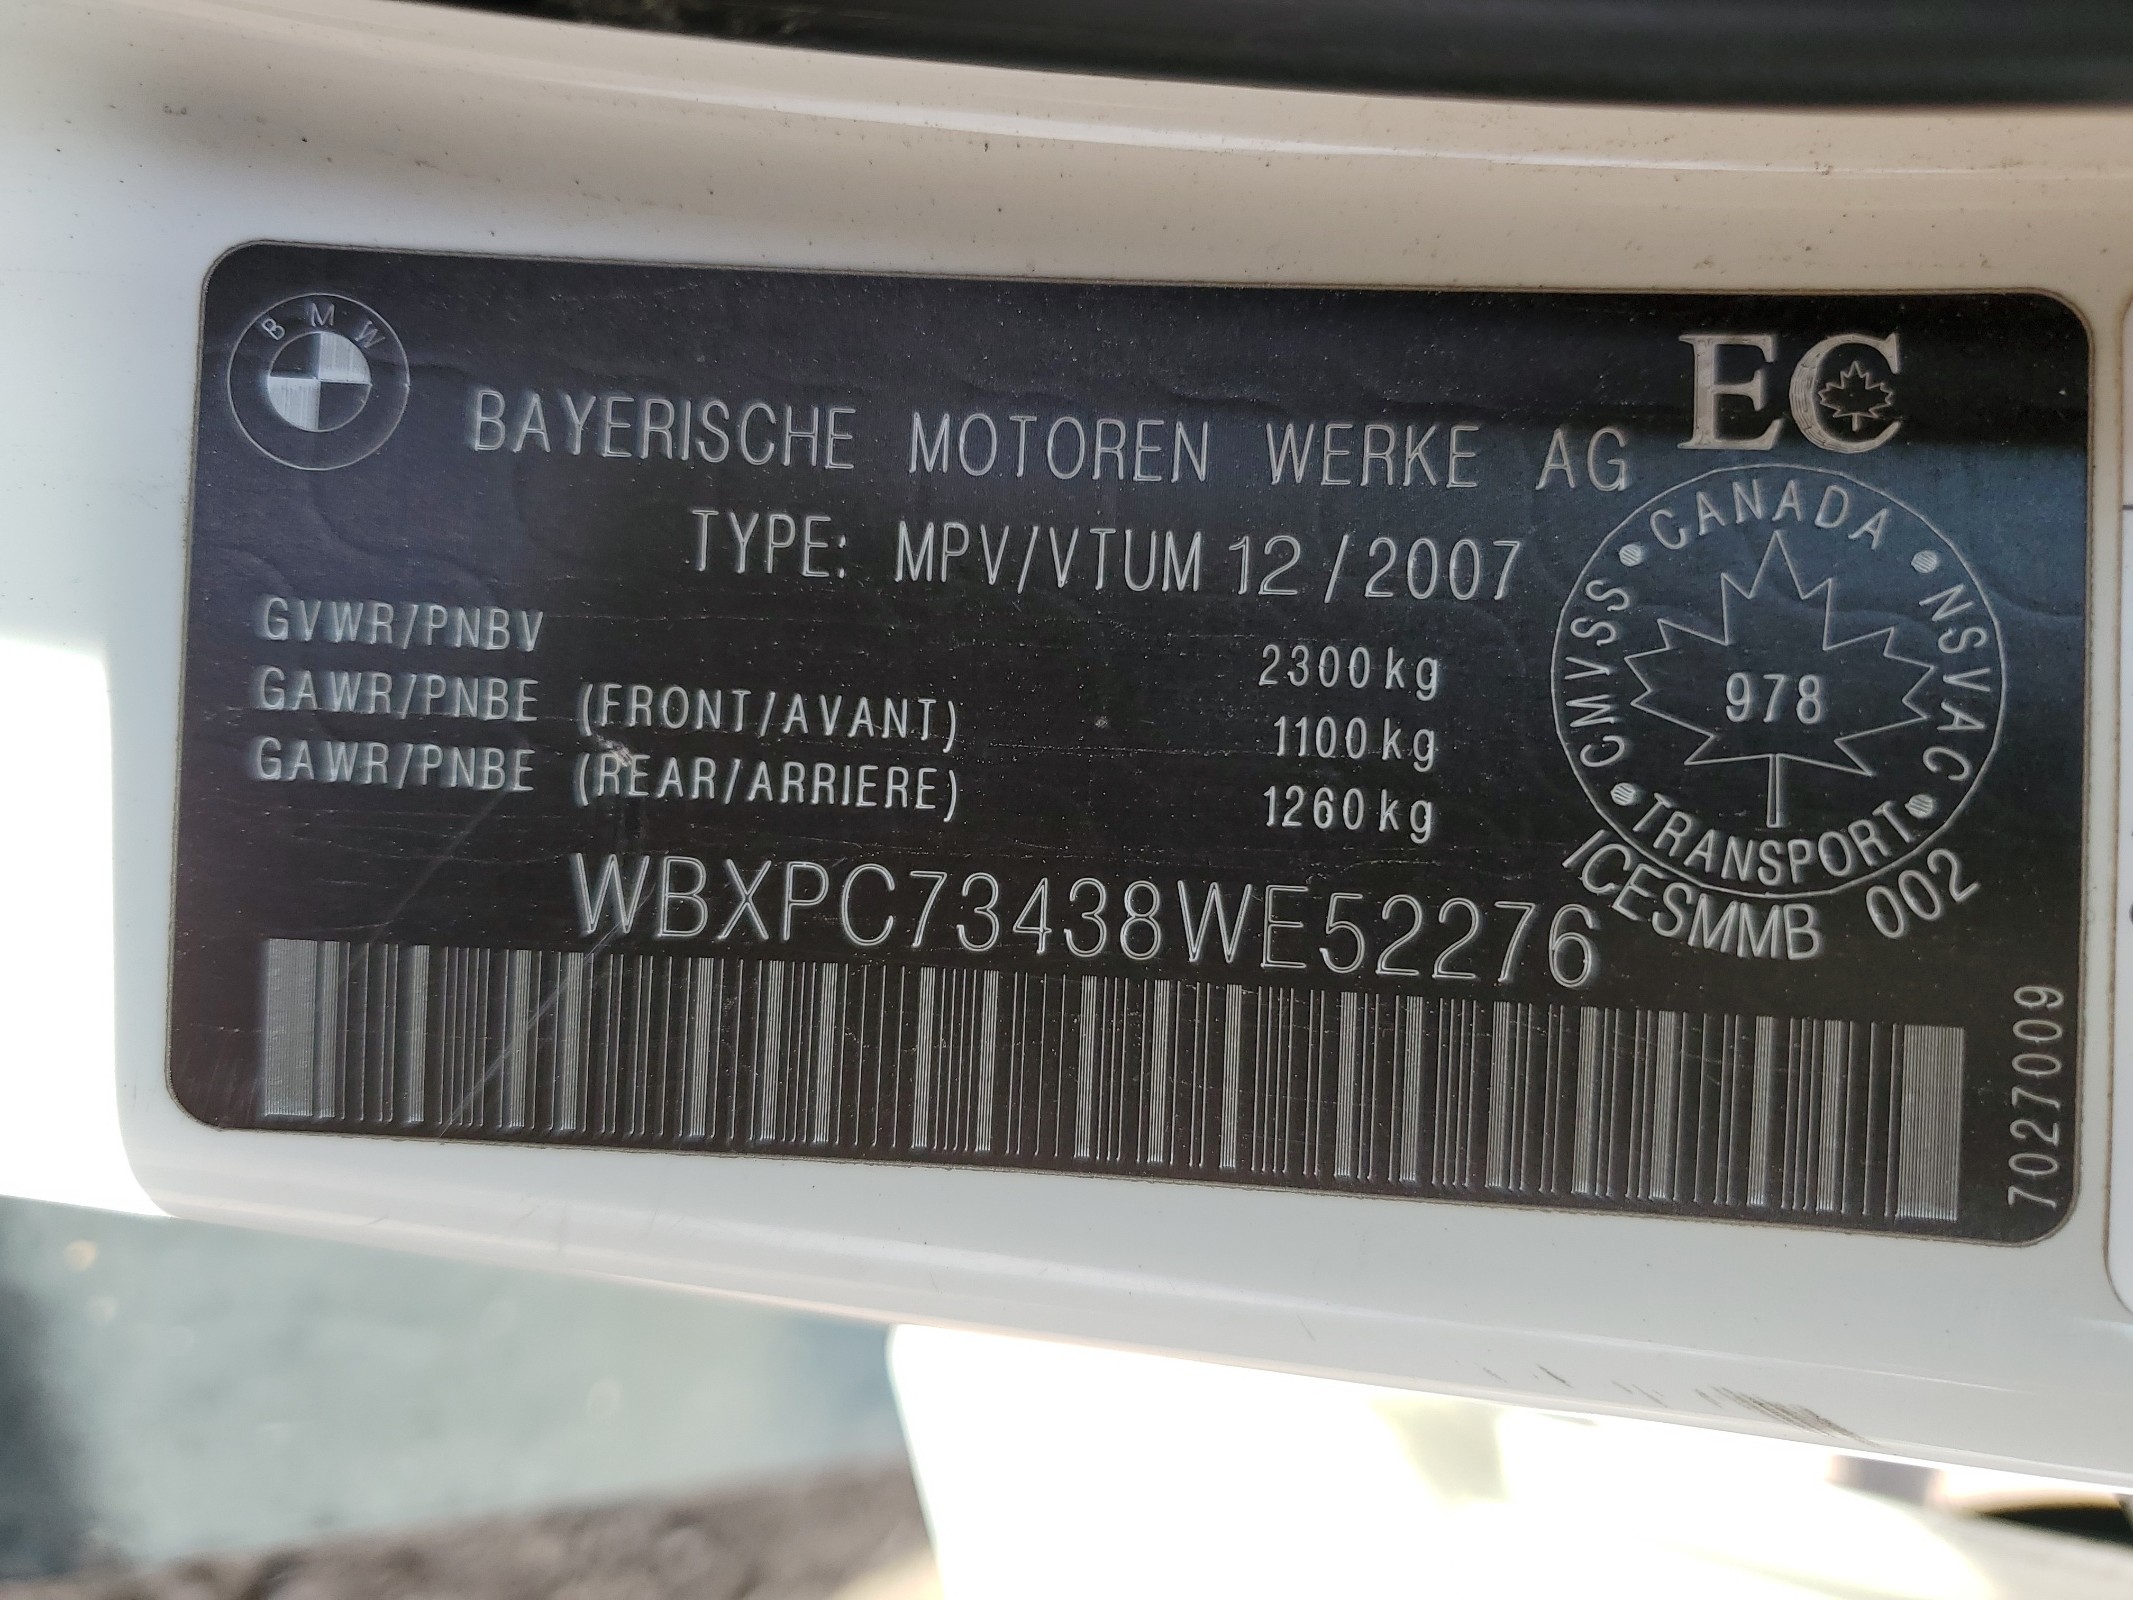 BMW
EC
BAYERISCHE MOTOREN WERKE AG
TYPE: MPV/VTUM 12/2007
GVWR/PNBV 2300kg
GAWR/PNBE (FRONT/AVANT) 1100kg
GAWR/PNBE (REAR/ARRIERE) 1260kg
WBXPC73438WE52276
CANADA
NSVAC
TRANSPORT
CMVSS
978
ICESMMB 002
7027009